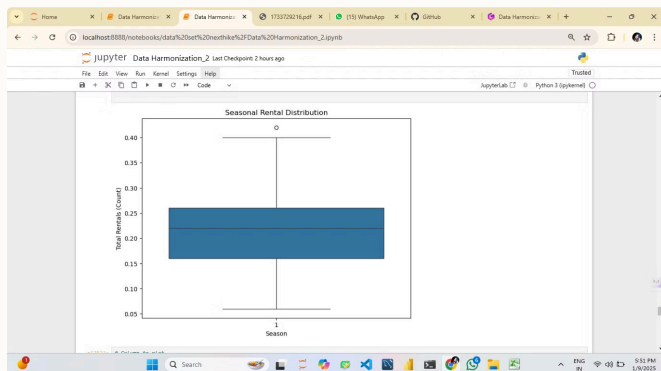 Home
Data Harmoniza
Data Harmoniza
1733729216.pdf
(15) WhatsApp
GitHub
Data Harmoniza
localhost:8888/notebooks/data%20set%20nexthike%2FData%20Harmonization_2.ipynb
jupyter Data Harmonization_2 Last Checkpoint: 2 hours ago
File Edit View Run Kernel Settings Help
Trusted
Code
JupyterLab
Python 3 (ipykernel)
Seasonal Rental Distribution
0.40
0.35
0.30
0.25
0.20
0.15
0.10
0.05
Total Rentals (Count)
1
Season
Search
ENG
IN
5:51 PM
1/9/2025